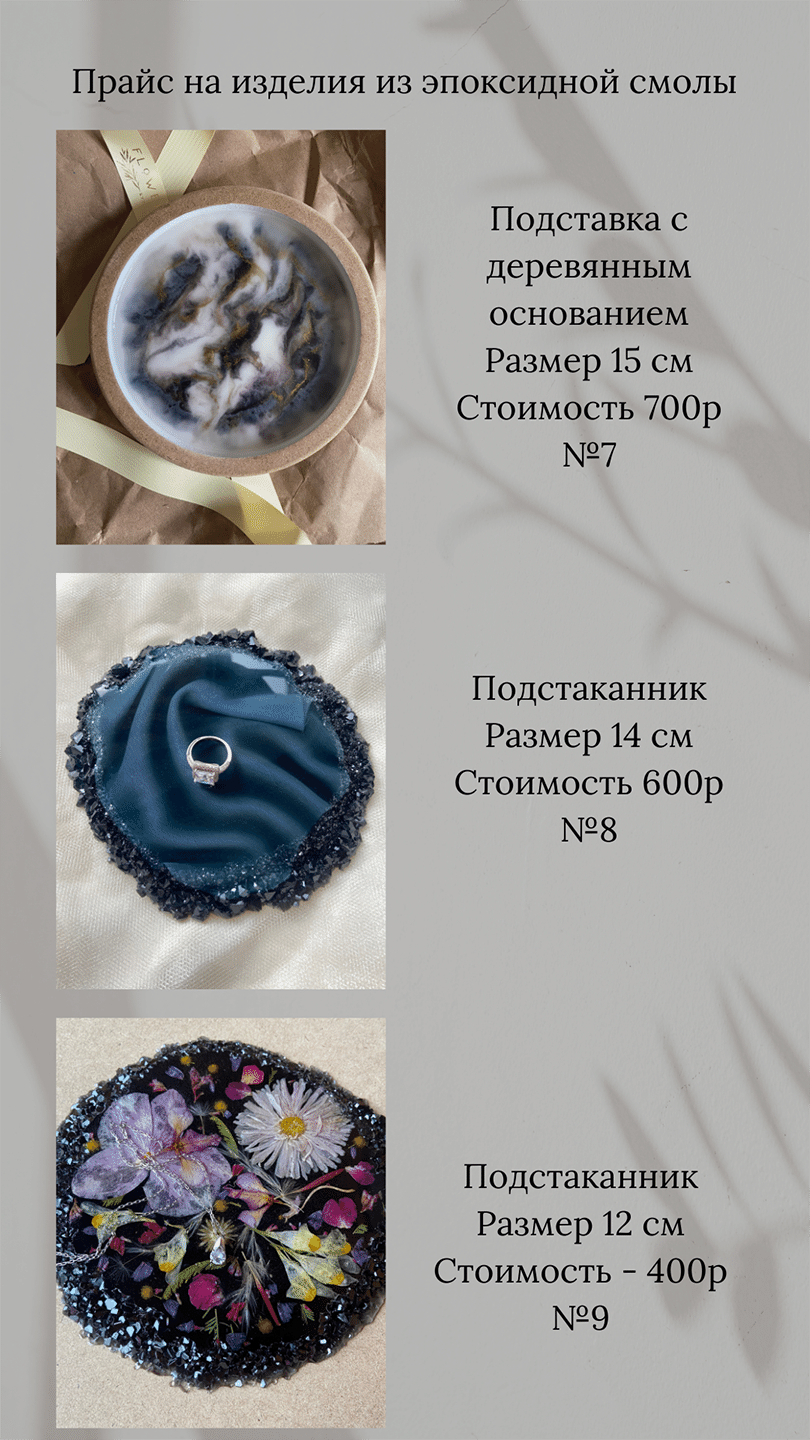 Прайс на изделия из эпоксидной смолы
FLOW
Подставка с
деревянным
основанием
Размер 15 см
Стоимость 700р
№7
Подстаканник
Размер 14 см
Стоимость 600р
№8
Подстаканник
Размер 12 см
Стоимость - 400р
№9